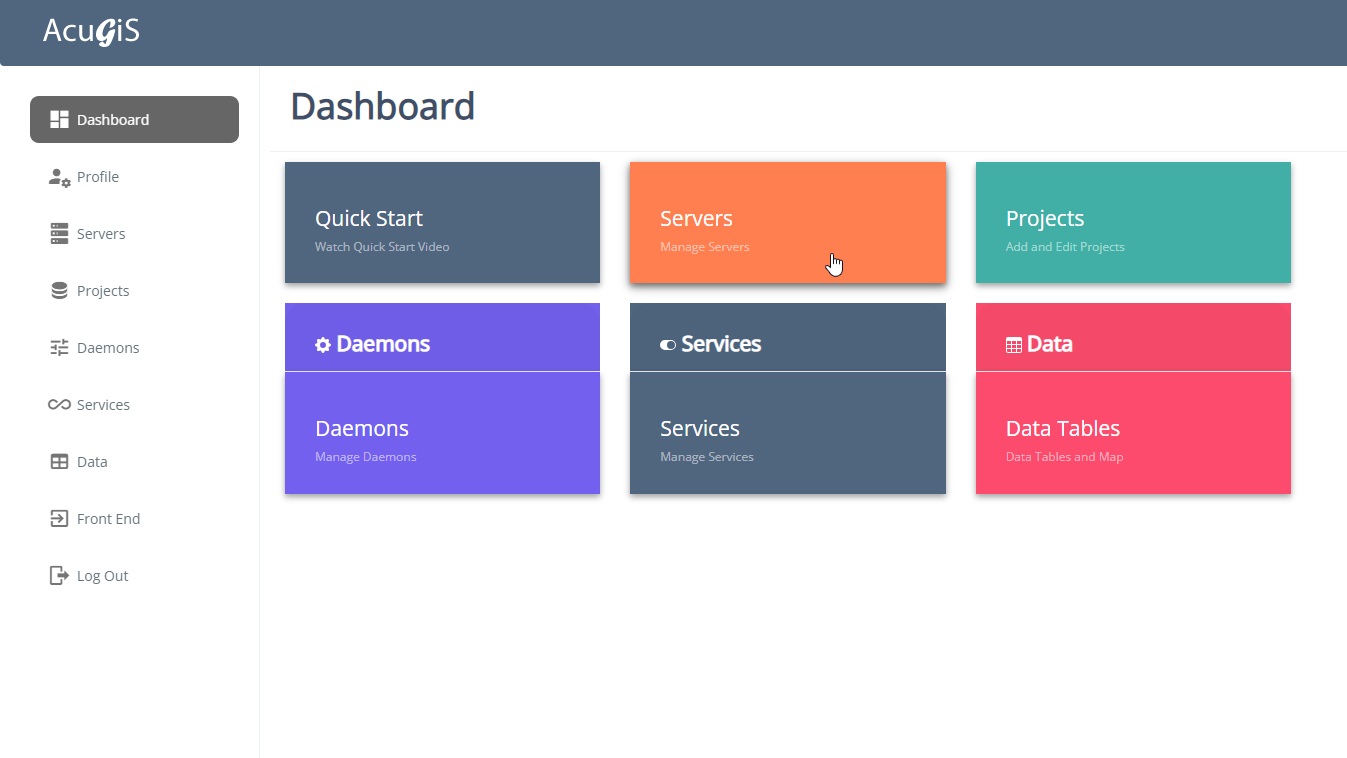 AcuGiS
Dashboard
Profile
Servers
Projects
Daemons
Services
Data
Front End
Log Out
Dashboard
Quick Start
Watch Quick Start Video
Servers
Manage Servers
Projects
Add and Edit Projects
Daemons
Daemons
Manage Daemons
Services
Services
Manage Services
Data
Data Tables
Data Tables and Map